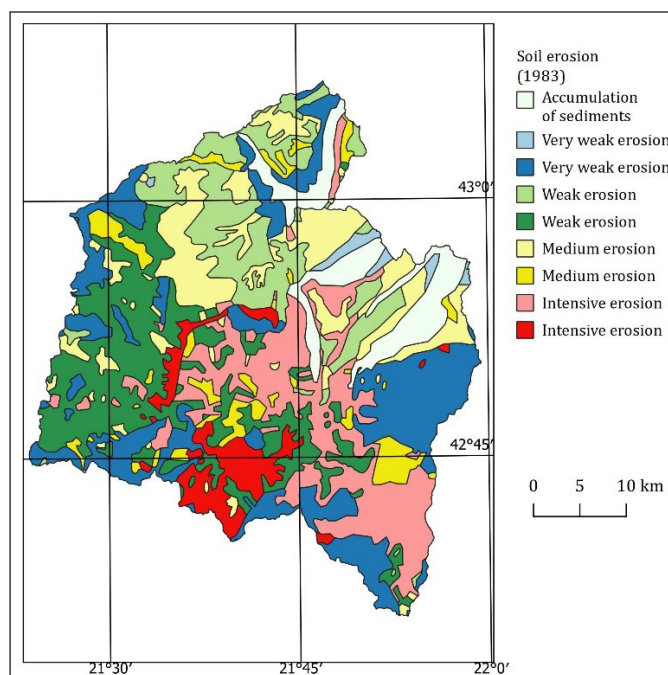 Soil erosion
(1983)
Accumulation
of sediments
Very weak erosion
Very weak erosion
Weak erosion
Weak erosion
Medium erosion
Medium erosion
Intensive erosion
Intensive erosion
43°0′
42°45′
0 5 10 km
21°30′ 21°45′ 22°0′